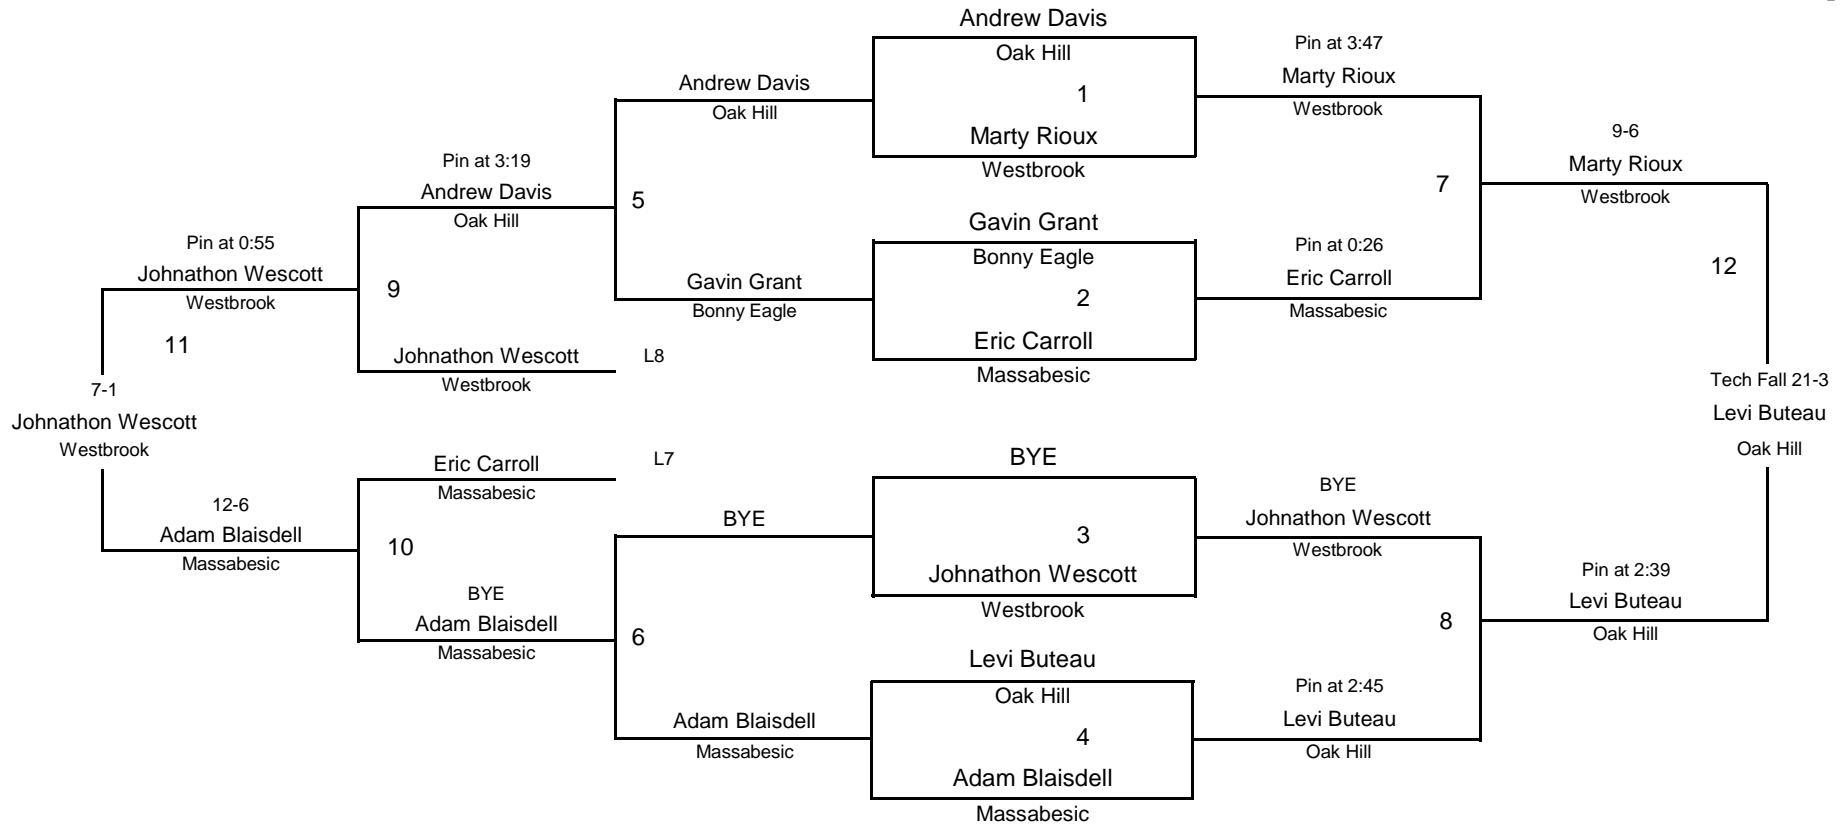 Andrew Davis
Oak Hill
1
Marty Rioux
Westbrook
Gavin Grant
Bonny Eagle
2
Eric Carroll
Massabesic
BYE
3
Johnathon Wescott
Westbrook
Levi Buteau
Oak Hill
4
Adam Blaisdell
Massabesic
Pin at 3:47
Marty Rioux
Westbrook
7
Pin at 0:26
Eric Carroll
Massabesic
BYE
Johnathon Wescott
Westbrook
8
Pin at 2:45
Levi Buteau
Oak Hill
9-6
Marty Rioux
Westbrook
12
Pin at 2:39
Levi Buteau
Oak Hill
Tech Fall 21-3
Levi Buteau
Oak Hill
Andrew Davis
Oak Hill
5
Gavin Grant
Bonny Eagle
BYE
6
Adam Blaisdell
Massabesic
Pin at 3:19
Andrew Davis
Oak Hill
9
Johnathon Wescott
L8
Westbrook
Eric Carroll
L7
Massabesic
10
BYE
Adam Blaisdell
Massabesic
Pin at 0:55
Johnathon Wescott
Westbrook
11
12-6
Adam Blaisdell
Massabesic
7-1
Johnathon Wescott
Westbrook